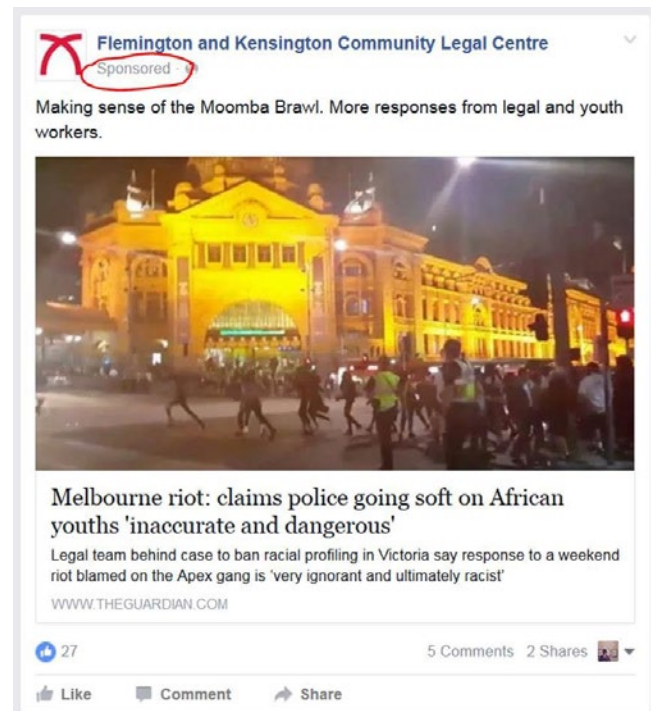 Flemington and Kensington Community Legal Centre
Sponsored ·
Making sense of the Moomba Brawl. More responses from legal and youth
workers.
Melbourne riot: claims police going soft on African
youths 'inaccurate and dangerous'
Legal team behind case to ban racial profiling in Victoria say response to a weekend
riot blamed on the Apex gang is 'very ignorant and ultimately racist'
WWW.THEGUARDIAN.COM
27 5 Comments 2 Shares
Like Comment Share